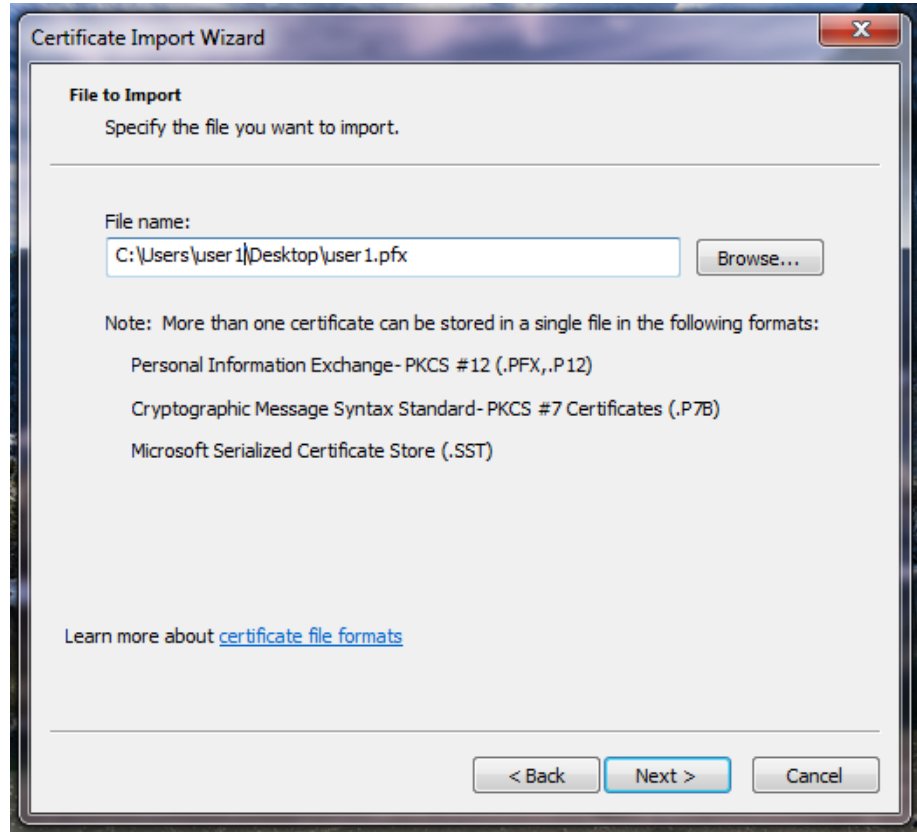 Certificate Import Wizard
File to Import
Specify the file you want to import.
File name:
C:\Users\user1\Desktop\user1.pfx
Browse...
Note: More than one certificate can be stored in a single file in the following formats:
Personal Information Exchange- PKCS #12 (.PFX,.P12)
Cryptographic Message Syntax Standard- PKCS #7 Certificates (.P7B)
Microsoft Serialized Certificate Store (.SST)
Learn more about certificate file formats
< Back Next > Cancel